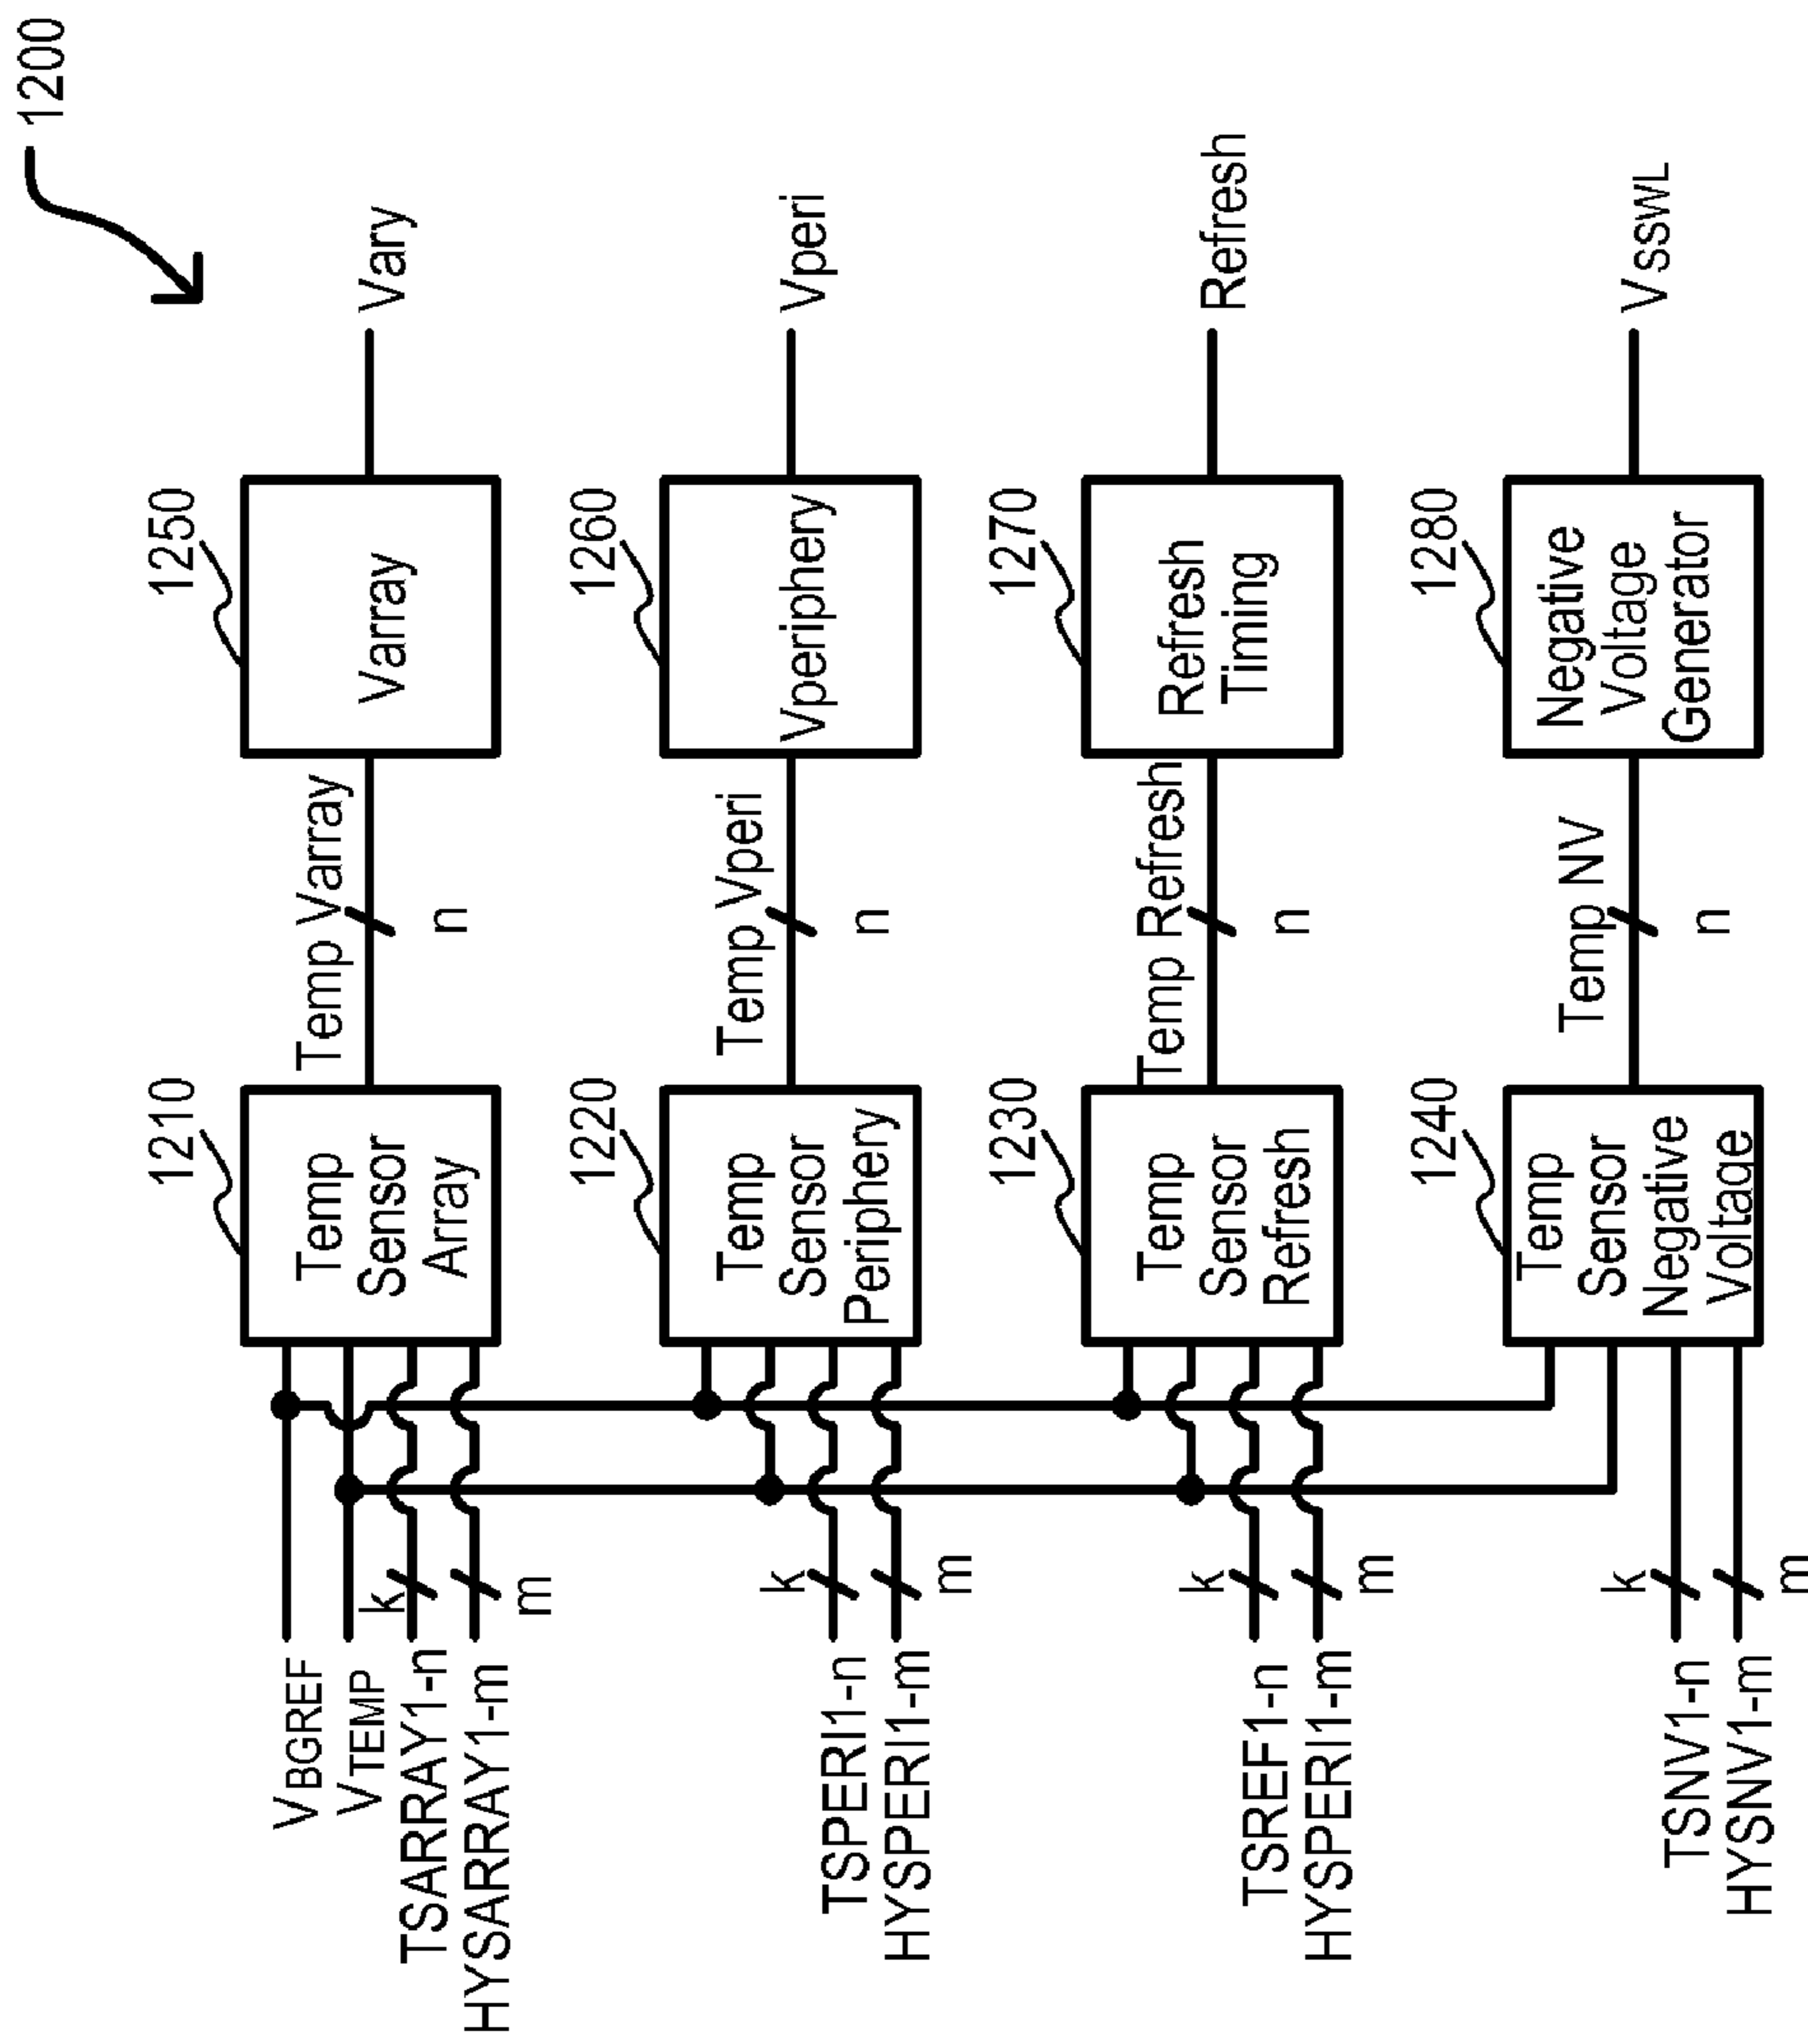 1200
VBGREF
VTEMP
TSARRAY1-n
HYSARRAY1-m
k
m
1210
Temp
Sensor
Array
Temp Varray
n
1250
Varray
Vary
TSPERI1-n
HYSPERI1-m
k
m
1220
Temp
Sensor
Periphery
Temp Vperi
n
1260
Vperiphery
Vperi
TSREF1-n
HYSPERI1-m
k
m
1230
Temp
Sensor
Refresh
Temp Refresh
n
1270
Refresh
Timing
Refresh
TSNV1-n
HYSNV1-m
k
m
1240
Temp
Sensor
Negative
Voltage
Temp NV
n
1280
Negative
Voltage
Generator
VSSWL